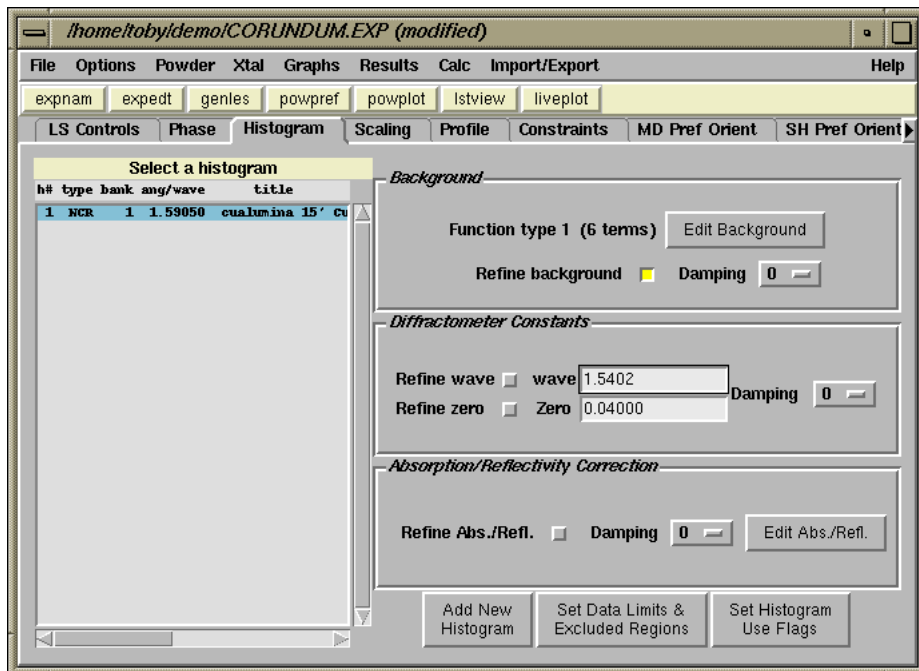 /home/toby/demo/CORUNDUM.EXP (modified)
File Options Powder Xtal Graphs Results Calc Import/Export Help
expnam expedt genles powpref powplot lstview liveplot
LS Controls Phase Histogram Scaling Profile Constraints MD Pref Orient SH Pref Orient
Select a histogram
h# type bank ang/wave title
1 NCR 1 1.59050 cualumina 15' Cu
Background
Function type 1 (6 terms) Edit Background
Refine background Damping 0
Diffractometer Constants
Refine wave wave 1.5402
Damping 0
Refine zero Zero 0.04000
Absorption/Reflectivity Correction
Refine Abs./Refl. Damping 0 Edit Abs./Refl.
Add New
Histogram
Set Data Limits &
Excluded Regions
Set Histogram
Use Flags